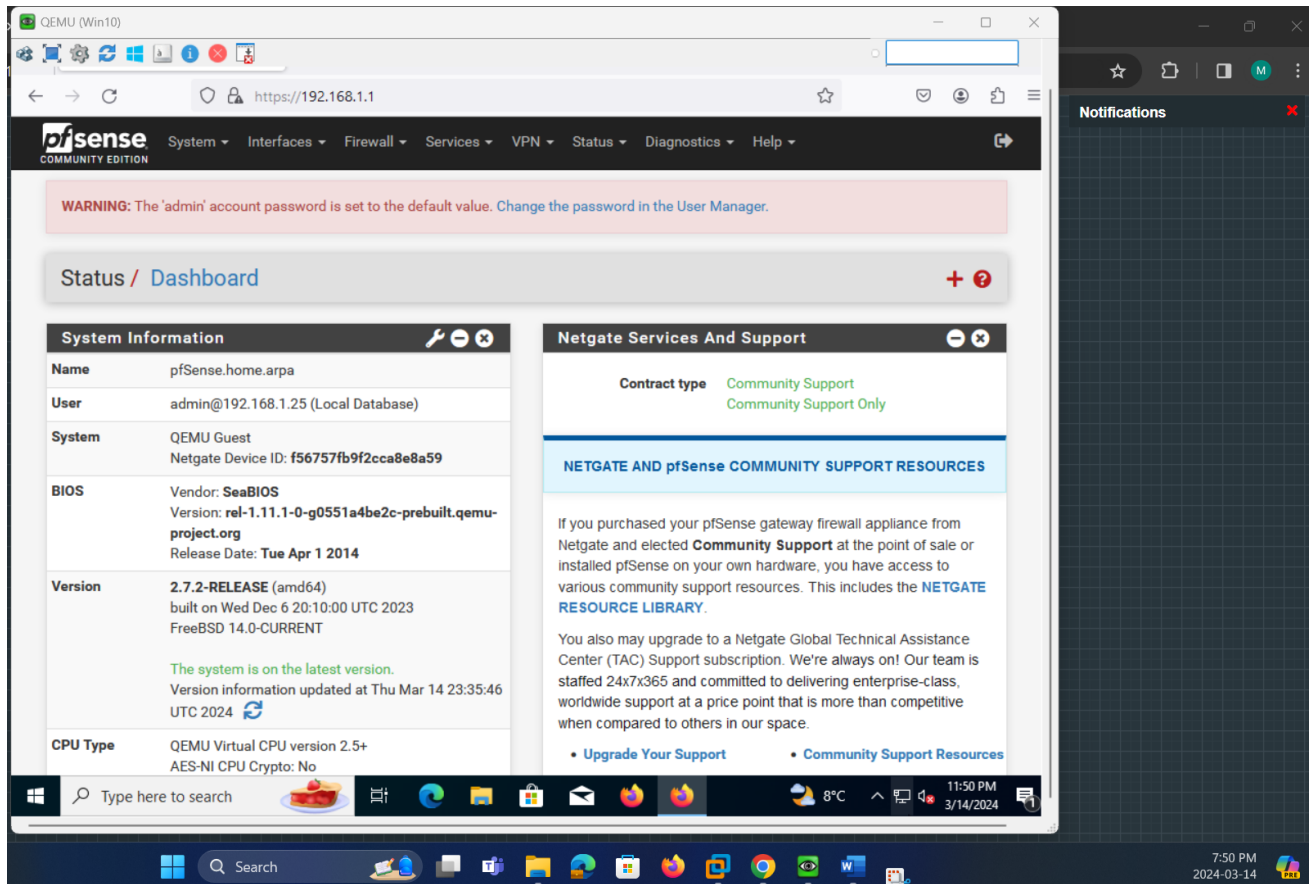 QEMU (Win10)
https://192.168.1.1
M
Notifications
pfsense
COMMUNITY EDITION
System Interfaces Firewall Services VPN Status Diagnostics Help
WARNING: The 'admin' account password is set to the default value. Change the password in the User Manager.
Status / Dashboard
System Information
Name pfSense.home.arpa
User admin@192.168.1.25 (Local Database)
System QEMU Guest
Netgate Device ID: f56757fb9f2cca8e8a59
BIOS Vendor: SeaBIOS
Version: rel-1.11.1-0-g0551a4be2c-prebuilt.qemu-
project.org
Release Date: Tue Apr 1 2014
Version 2.7.2-RELEASE (amd64)
built on Wed Dec 6 20:10:00 UTC 2023
FreeBSD 14.0-CURRENT
The system is on the latest version.
Version information updated at Thu Mar 14 23:35:46
UTC 2024
CPU Type QEMU Virtual CPU version 2.5+
AES-NI CPU Crypto: No
Netgate Services And Support
Contract type Community Support
Community Support Only
NETGATE AND pfSense COMMUNITY SUPPORT RESOURCES
If you purchased your pfSense gateway firewall appliance from
Netgate and elected Community Support at the point of sale or
installed pfSense on your own hardware, you have access to
various community support resources. This includes the NETGATE
RESOURCE LIBRARY.
You also may upgrade to a Netgate Global Technical Assistance
Center (TAC) Support subscription. We're always on! Our team is
staffed 24x7x365 and committed to delivering enterprise-class,
worldwide support at a price point that is more than competitive
when compared to others in our space.
• Upgrade Your Support • Community Support Resources
Type here to search
8°C
11:50 PM
3/14/2024
1
Search
7:50 PM
2024-03-14
PRE